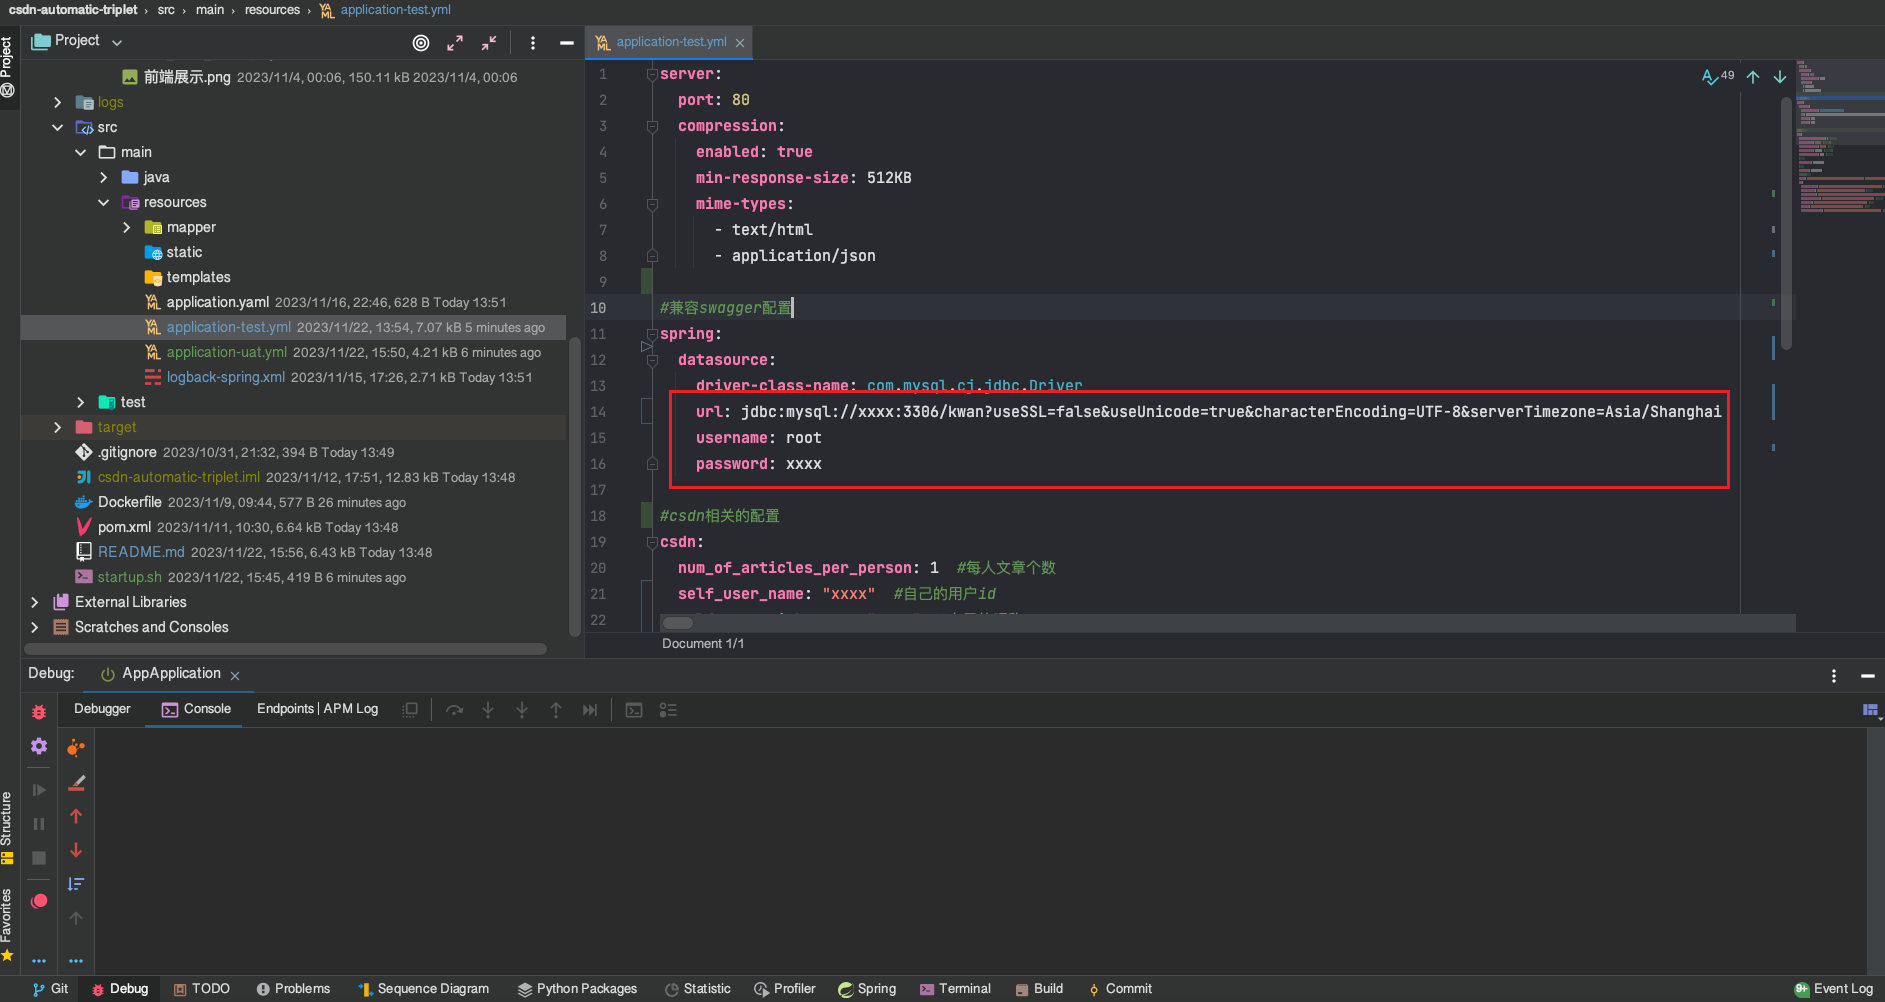 csdn-automatic-triplet › src › main › resources › application-test.yml
Project
application-test.yml
Project
前端展示.png 2023/11/4, 00:06, 150.11 kB 2023/11/4, 00:06
logs
src
main
java
resources
mapper
static
templates
application.yaml 2023/11/16, 22:46, 628 B Today 13:51
application-test.yml 2023/11/22, 13:54, 7.07 kB 5 minutes ago
application-uat.yml 2023/11/22, 15:50, 4.21 kB 6 minutes ago
logback-spring.xml 2023/11/15, 17:26, 2.71 kB Today 13:51
test
target
.gitignore 2023/10/31, 21:32, 394 B Today 13:49
csdn-automatic-triplet.iml 2023/11/12, 17:51, 12.83 kB Today 13:48
Dockerfile 2023/11/9, 09:44, 577 B 26 minutes ago
pom.xml 2023/11/11, 10:30, 6.64 kB Today 13:48
README.md 2023/11/22, 15:56, 6.43 kB Today 13:48
startup.sh 2023/11/22, 15:45, 419 B 6 minutes ago
External Libraries
Scratches and Consoles
49
1 server:
2 port: 80
3 compression:
4 enabled: true
5 min-response-size: 512KB
6 mime-types:
7 - text/html
8 - application/json
9
10 #兼容swagger配置
11 spring:
12 datasource:
13 driver-class-name: com.mysql.cj.jdbc.Driver
14 url: jdbc:mysql://xxxx:3306/kwan?useSSL=false&useUnicode=true&characterEncoding=UTF-8&serverTimezone=Asia/Shanghai
15 username: root
16 password: xxxx
17
18 #csdn相关的配置
19 csdn:
20 num_of_articles_per_person: 1 #每人文章个数
21 self_user_name: "xxxx" #自己的用户id
22
Document 1/1
Debug: AppApplication
Debugger Console Endpoints | APM Log
Structure
Favorites
Git Debug TODO Problems Sequence Diagram Python Packages Statistic Profiler Spring Terminal Build Commit 9+ Event Log